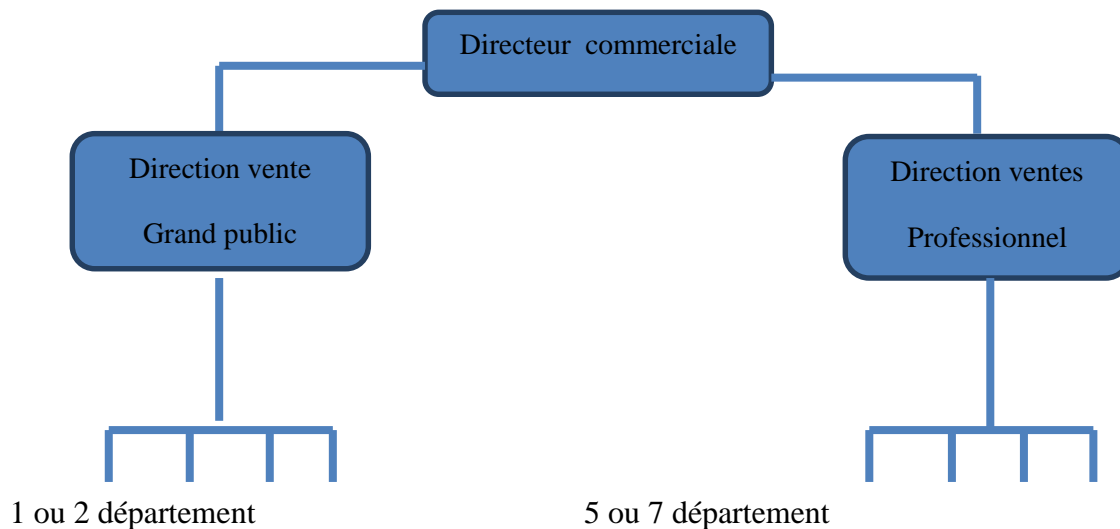 Directeur commerciale
Direction vente
Grand public
Direction ventes
Professionnel
1 ou 2 département
5 ou 7 département